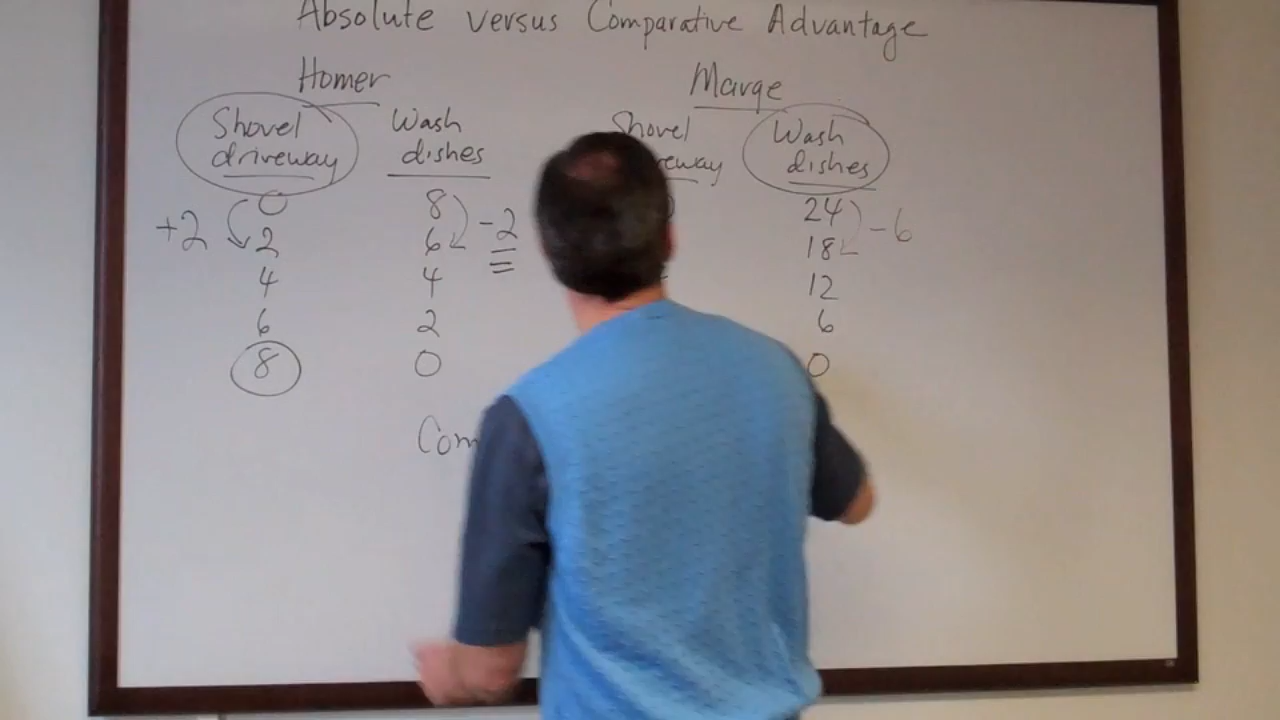 Absolute versus Comparative Advantage
Homer
Marge
Shovel
driveway
Wash
dishes
Shovel
Wash
dishes
0 8 24
+2 -2 -6
2 6 18
4 4 12
6 2 6
8 0 0